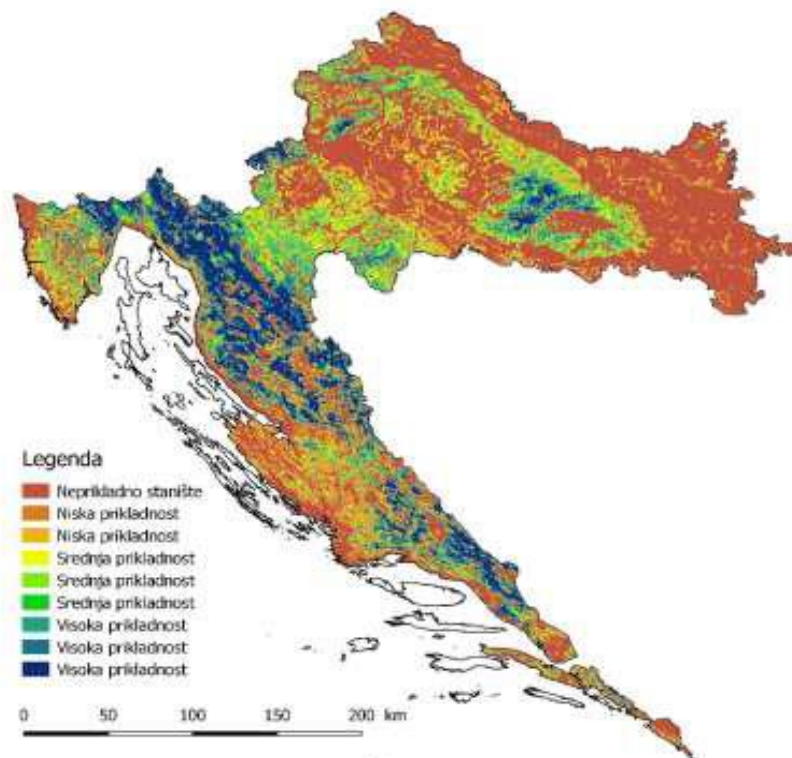 Legenda
Neprikladno stanište
Niska prikladnost
Niska prikladnost
Srednja prikladnost
Srednja prikladnost
Srednja prikladnost
Visoka prikladnost
Visoka prikladnost
Visoka prikladnost
0 50 100 150 200 km